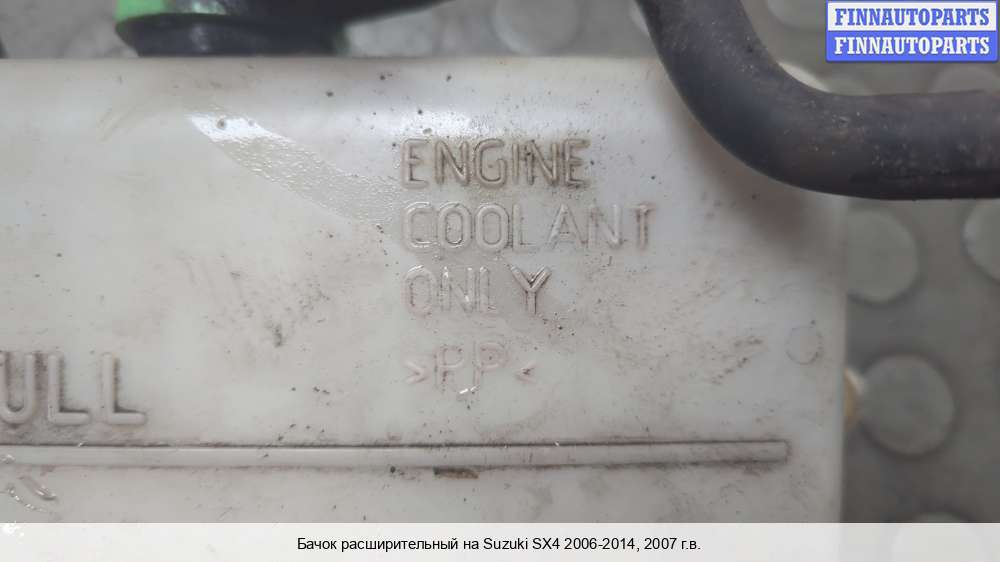 FINNAUTOPARTS
FINNAUTOPARTS
ENGINE
COOLANT
ONLY
>PP<
ULL
Бачок расширительный на Suzuki SX4 2006-2014, 2007 г.в.